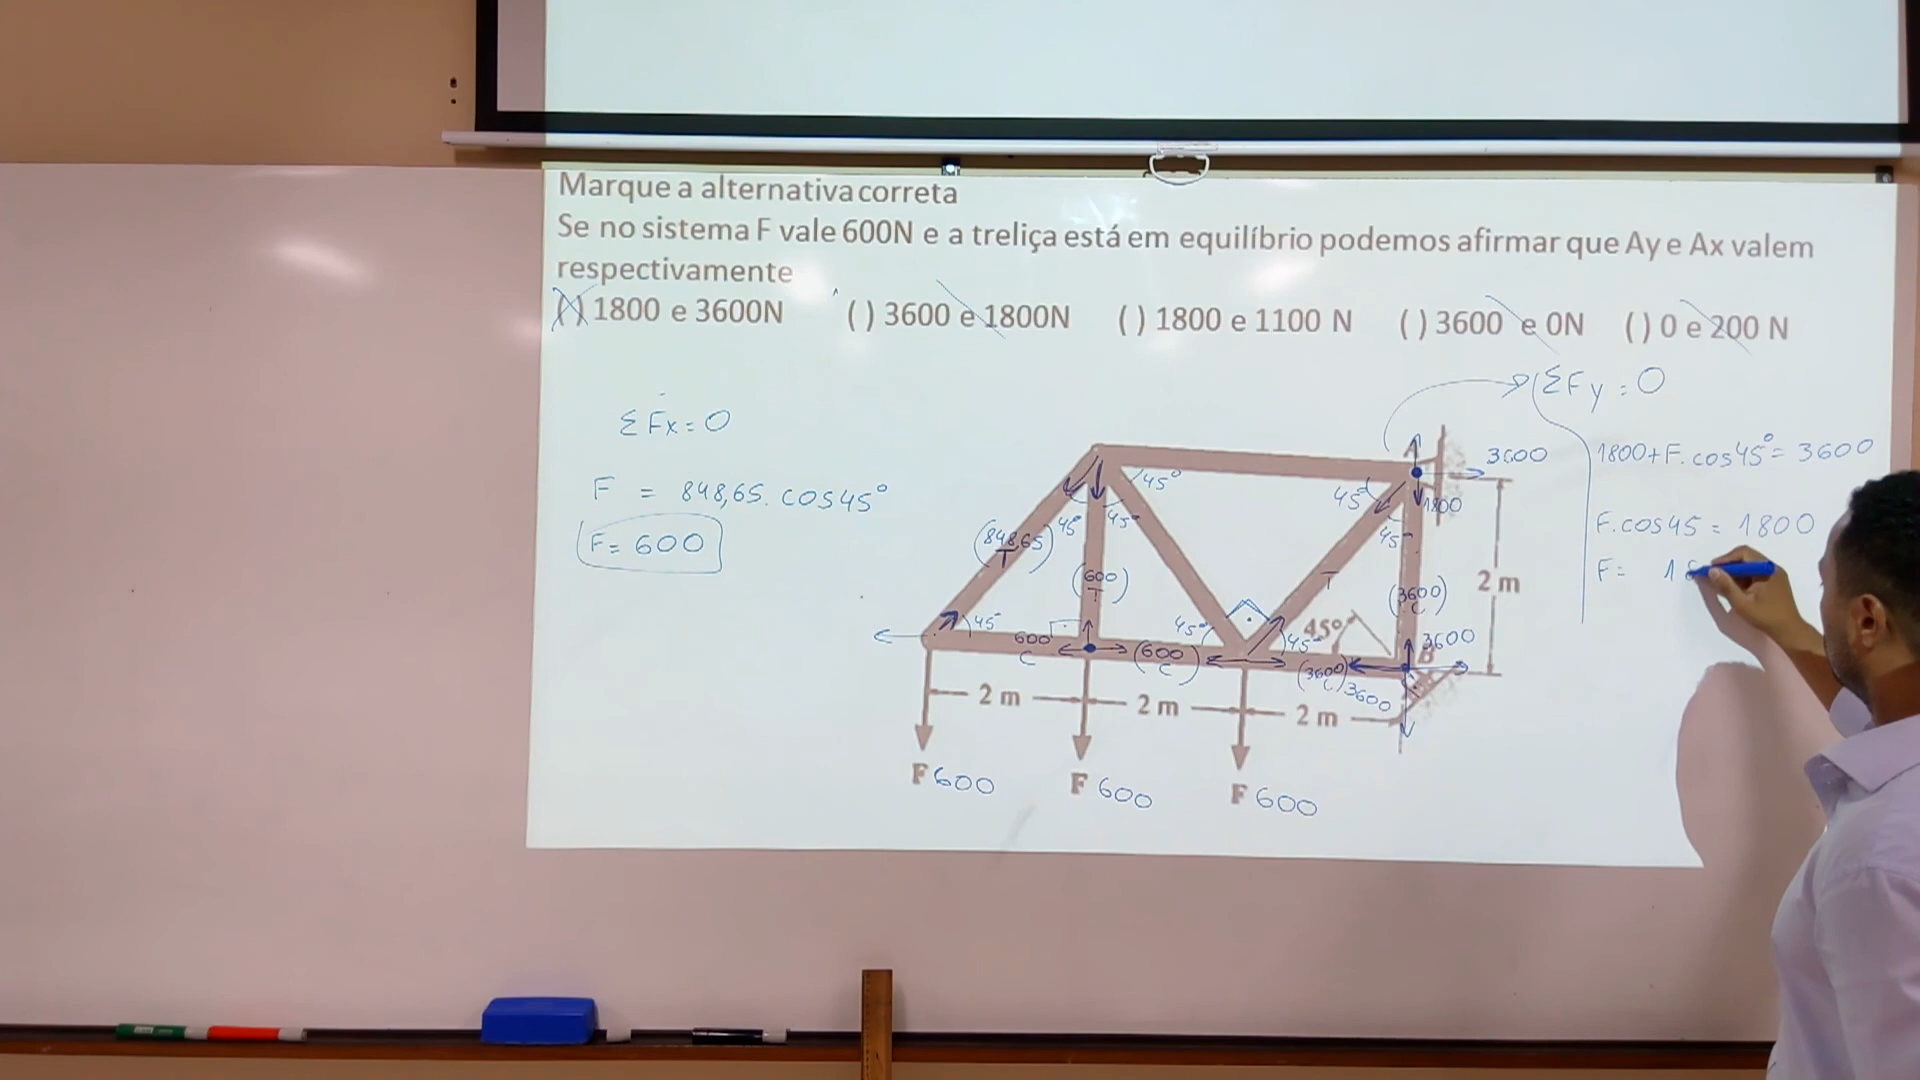 Marque a alternativa correta
Se no sistema F vale 600N e a treliça está em equilíbrio podemos afirmar que Ay e Ax valem
respectivamente
( ) 1800 e 3600N ( ) 3600 e 1800N ( ) 1800 e 1100 N ( ) 3600 e 0N ( ) 0 e 200 N
ΣFx = 0
F = 848,65. cos45°
F = 600
ΣFy = 0
1800+F.cos45° = 3600
F.cos45 = 1800
F =
A
3600
1800
45°
45°
45°
45°
45°
(848,65)
T
(600)
T
T
(3600)
C
2 m
45
600
C
(600)
C
45°
45°
45°
(3600)
C
3600
3600
B
2 m
2 m
2 m
F 600
F 600
F 600